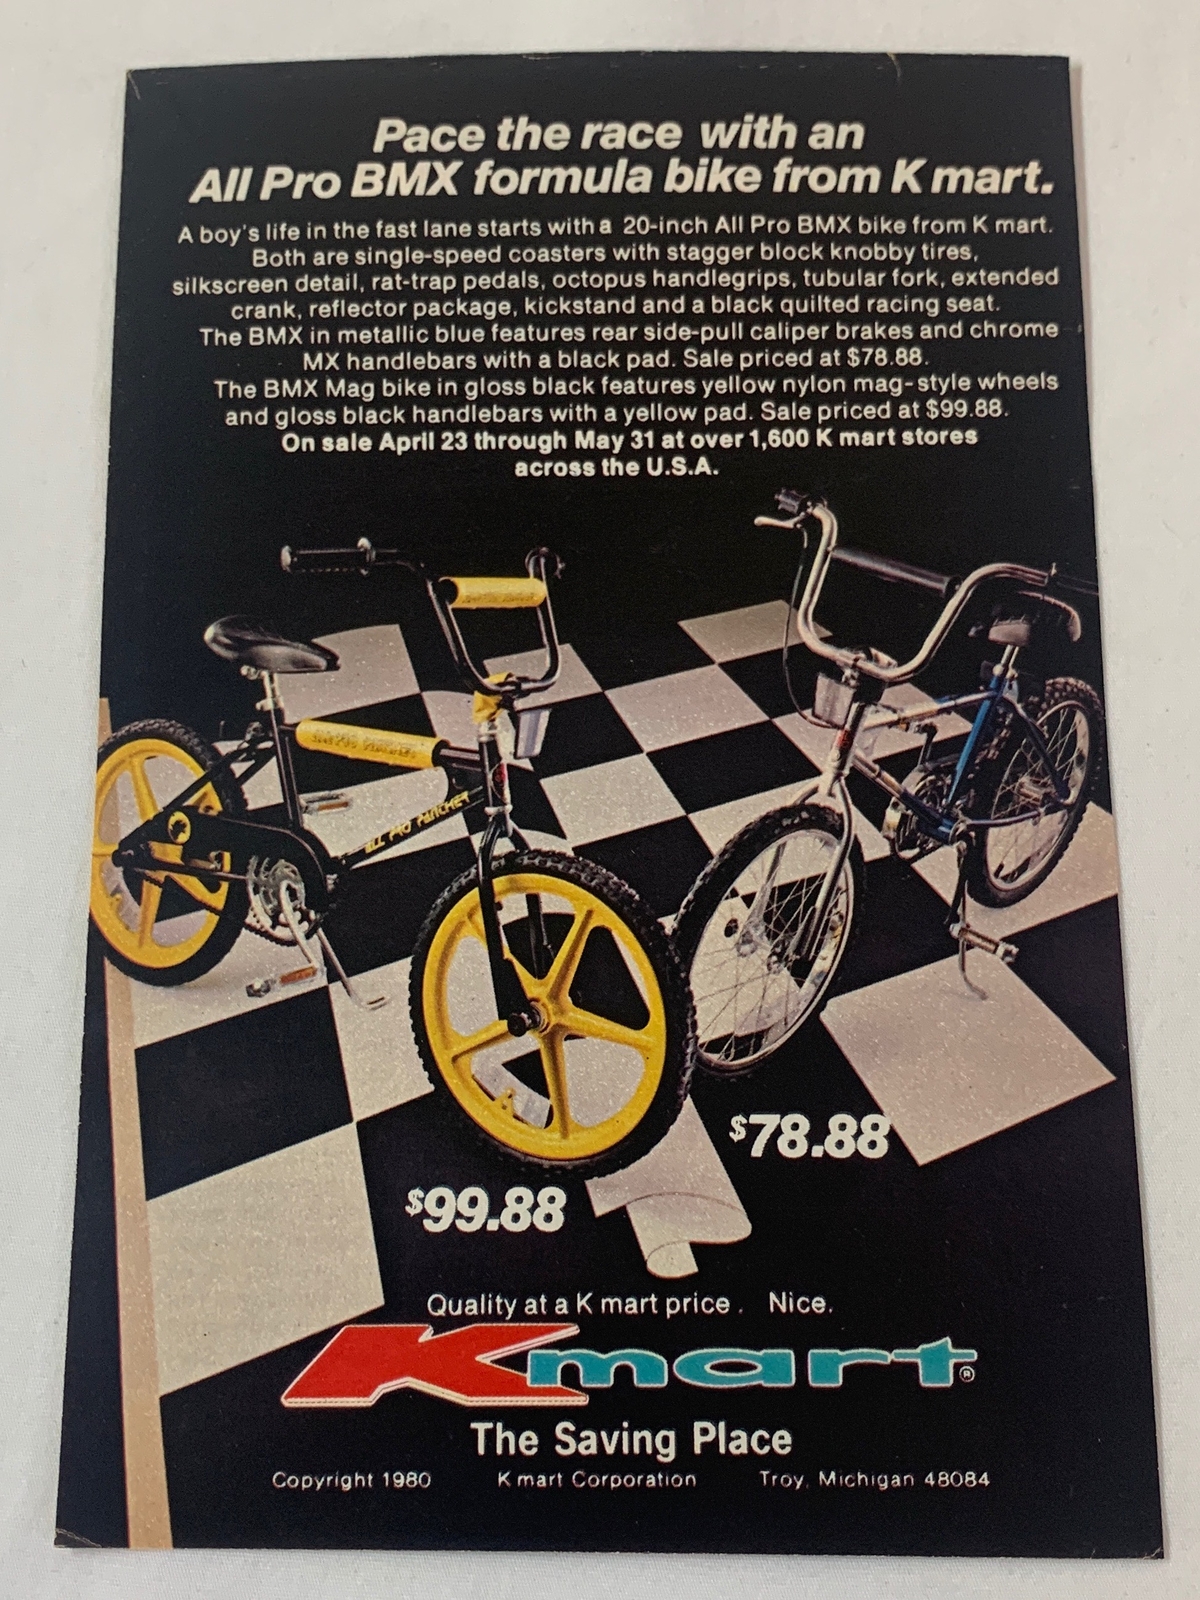 Pace the race with an
All Pro BMX formula bike from K mart.
A boy's life in the fast lane starts with a 20-inch All Pro BMX bike from K mart.
Both are single-speed coasters with stagger block knobby tires,
silkscreen detail, rat-trap pedals, octopus handlegrips, tubular fork, extended
crank, reflector package, kickstand and a black quilted racing seat.
The BMX in metallic blue features rear side-pull caliper brakes and chrome
MX handlebars with a black pad. Sale priced at $78.88.
The BMX Mag bike in gloss black features yellow nylon mag-style wheels
and gloss black handlebars with a yellow pad. Sale priced at $99.88.
On sale April 23 through May 31 at over 1,600 K mart stores
across the U.S.A.
ALL PRO PANTHER
$78.88
$99.88
Quality at a K mart price. Nice.
Kmart®
The Saving Place
Copyright 1980 K mart Corporation Troy, Michigan 48084